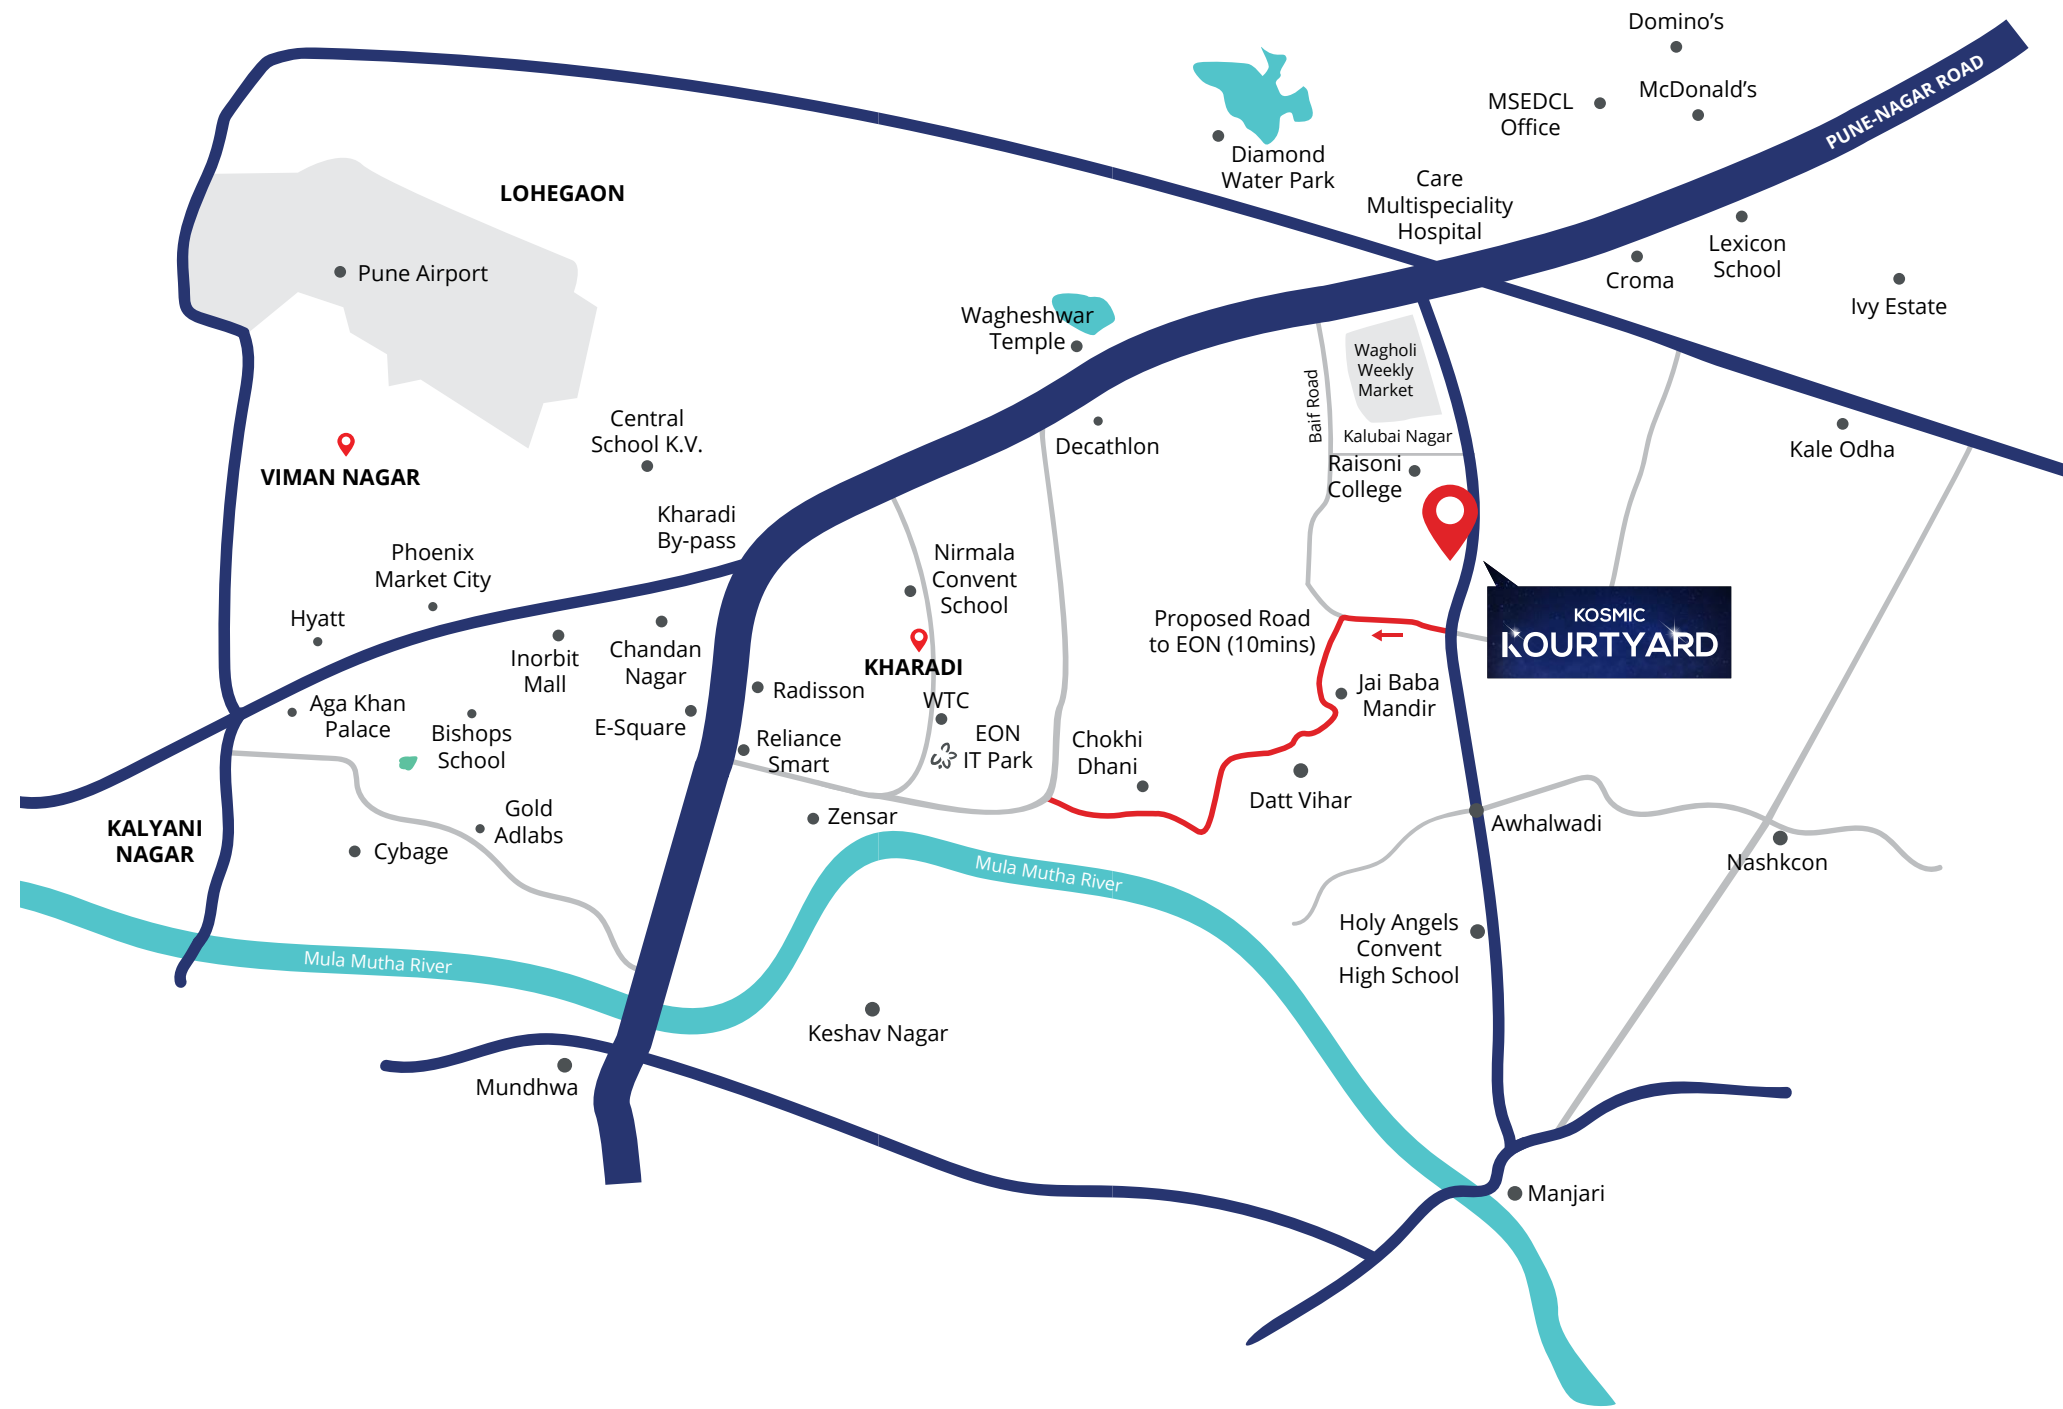 Domino's
McDonald's
MSEDCL
Office
PUNE-NAGAR ROAD
Diamond
Water Park
Care
Multispeciality
Hospital
LOHEGAON
Lexicon
School
Croma
Ivy Estate
Pune Airport
Wagheshwar
Temple
Wagholi
Weekly
Market
Baif Road
Kalubai Nagar
Central
School K.V.
Decathlon
Kale Odha
VIMAN NAGAR
Raisoni
College
Kharadi
By-pass
Phoenix
Market City
Nirmala
Convent
School
Hyatt
Proposed Road
to EON (10mins)
KOSMIC
KOURTYARD
Inorbit
Mall
Chandan
Nagar
KHARADI
Radisson
WTC
Jai Baba
Mandir
Aga Khan
Palace
Bishops
School
E-Square
Reliance
Smart
EON
IT Park
Chokhi
Dhani
Datt Vihar
Gold
Adlabs
Zensar
Awhalwadi
KALYANI
NAGAR
Cybage
Nashkcon
Mula Mutha River
Mula Mutha River
Holy Angels
Convent
High School
Keshav Nagar
Mundhwa
Manjari